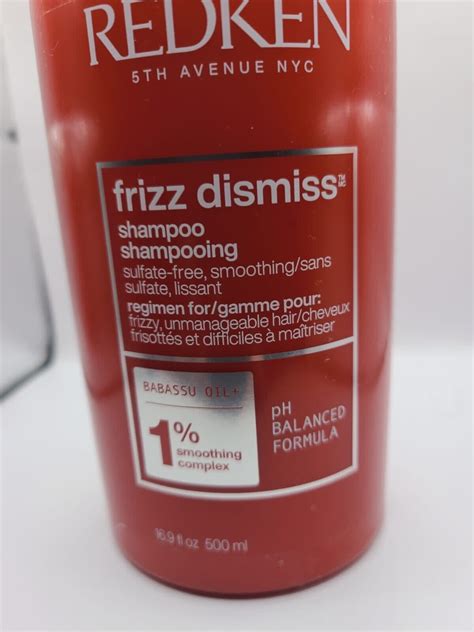 REDKEN
5TH AVENUE NYC
frizz dismiss™
MC
shampoo
shampooing
sulfate-free, smoothing/sans
sulfate, lissant
regimen for/gamme pour:
frizzy, unmanageable hair/cheveux
frisottés et difficiles à maîtriser
BABASSU OIL+
1%
smoothing
complex
pH
BALANCED
FORMULA
16.9 fl oz 500 ml